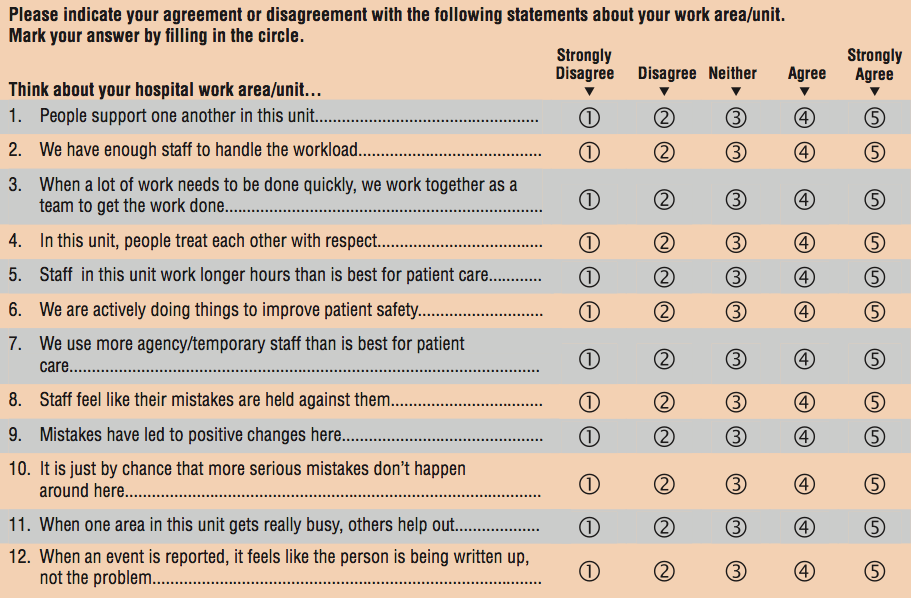 Please indicate your agreement or disagreement with the following statements about your work area/unit.
Mark your answer by filling in the circle.
Strongly Disagree Disagree Neither Agree Strongly Agree
▼ ▼ ▼ ▼ ▼
Think about your hospital work area/unit…
1. People support one another in this unit.................................................. ① ② ③ ④ ⑤
2. We have enough staff to handle the workload......................................... ① ② ③ ④ ⑤
3. When a lot of work needs to be done quickly, we work together as a
team to get the work done....................................................................... ① ② ③ ④ ⑤
4. In this unit, people treat each other with respect..................................... ① ② ③ ④ ⑤
5. Staff in this unit work longer hours than is best for patient care............ ① ② ③ ④ ⑤
6. We are actively doing things to improve patient safety............................ ① ② ③ ④ ⑤
7. We use more agency/temporary staff than is best for patient
care......................................................................................................... ① ② ③ ④ ⑤
8. Staff feel like their mistakes are held against them.................................. ① ② ③ ④ ⑤
9. Mistakes have led to positive changes here............................................. ① ② ③ ④ ⑤
10. It is just by chance that more serious mistakes don’t happen
around here............................................................................................. ① ② ③ ④ ⑤
11. When one area in this unit gets really busy, others help out................... ① ② ③ ④ ⑤
12. When an event is reported, it feels like the person is being written up,
not the problem....................................................................................... ① ② ③ ④ ⑤